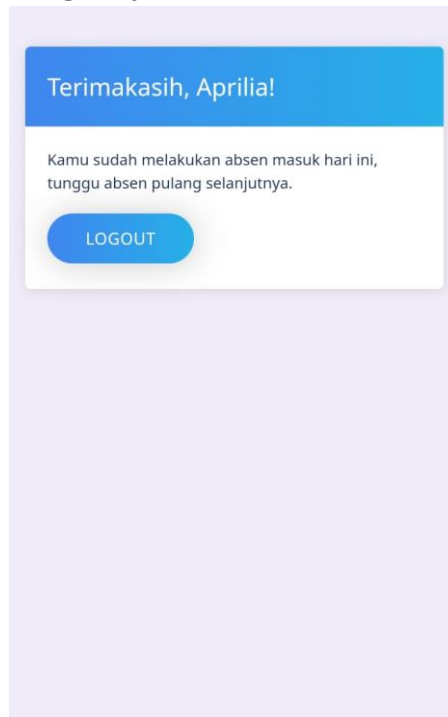 Terimakasih, Aprilia!
Kamu sudah melakukan absen masuk hari ini,
tunggu absen pulang selanjutnya.
LOGOUT